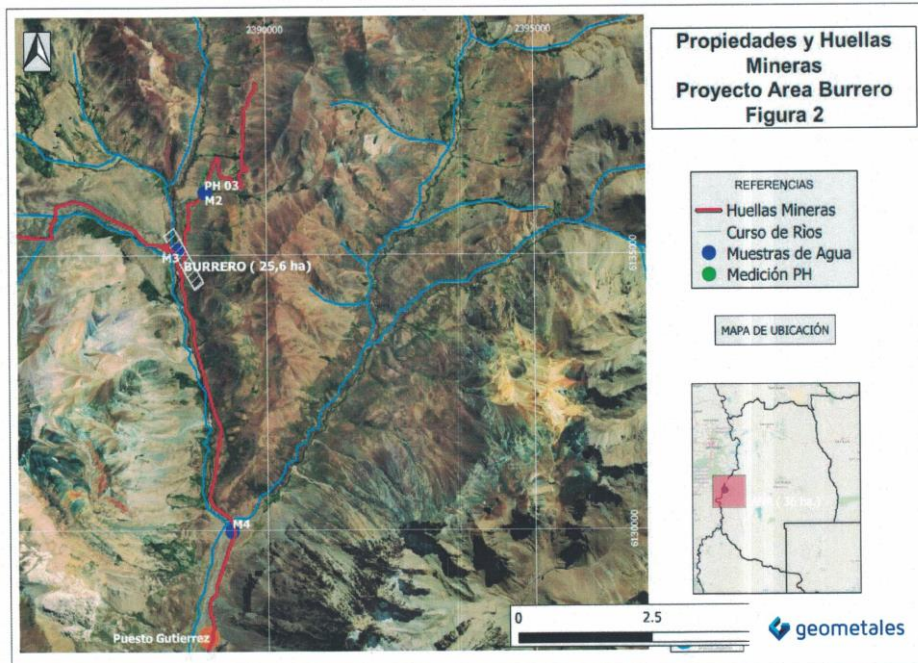 Propiedades y Huellas
Mineras
Proyecto Area Burrero
Figura 2
2390000
2395000
PH 03
M2
M3
BURRERO ( 25,6 ha)
6135000
M4
6130000
Puesto Gutierrez
REFERENCIAS
Huellas Mineras
Curso de Rios
Muestras de Agua
Medición PH
MAPA DE UBICACIÓN
0
2.5
geometales